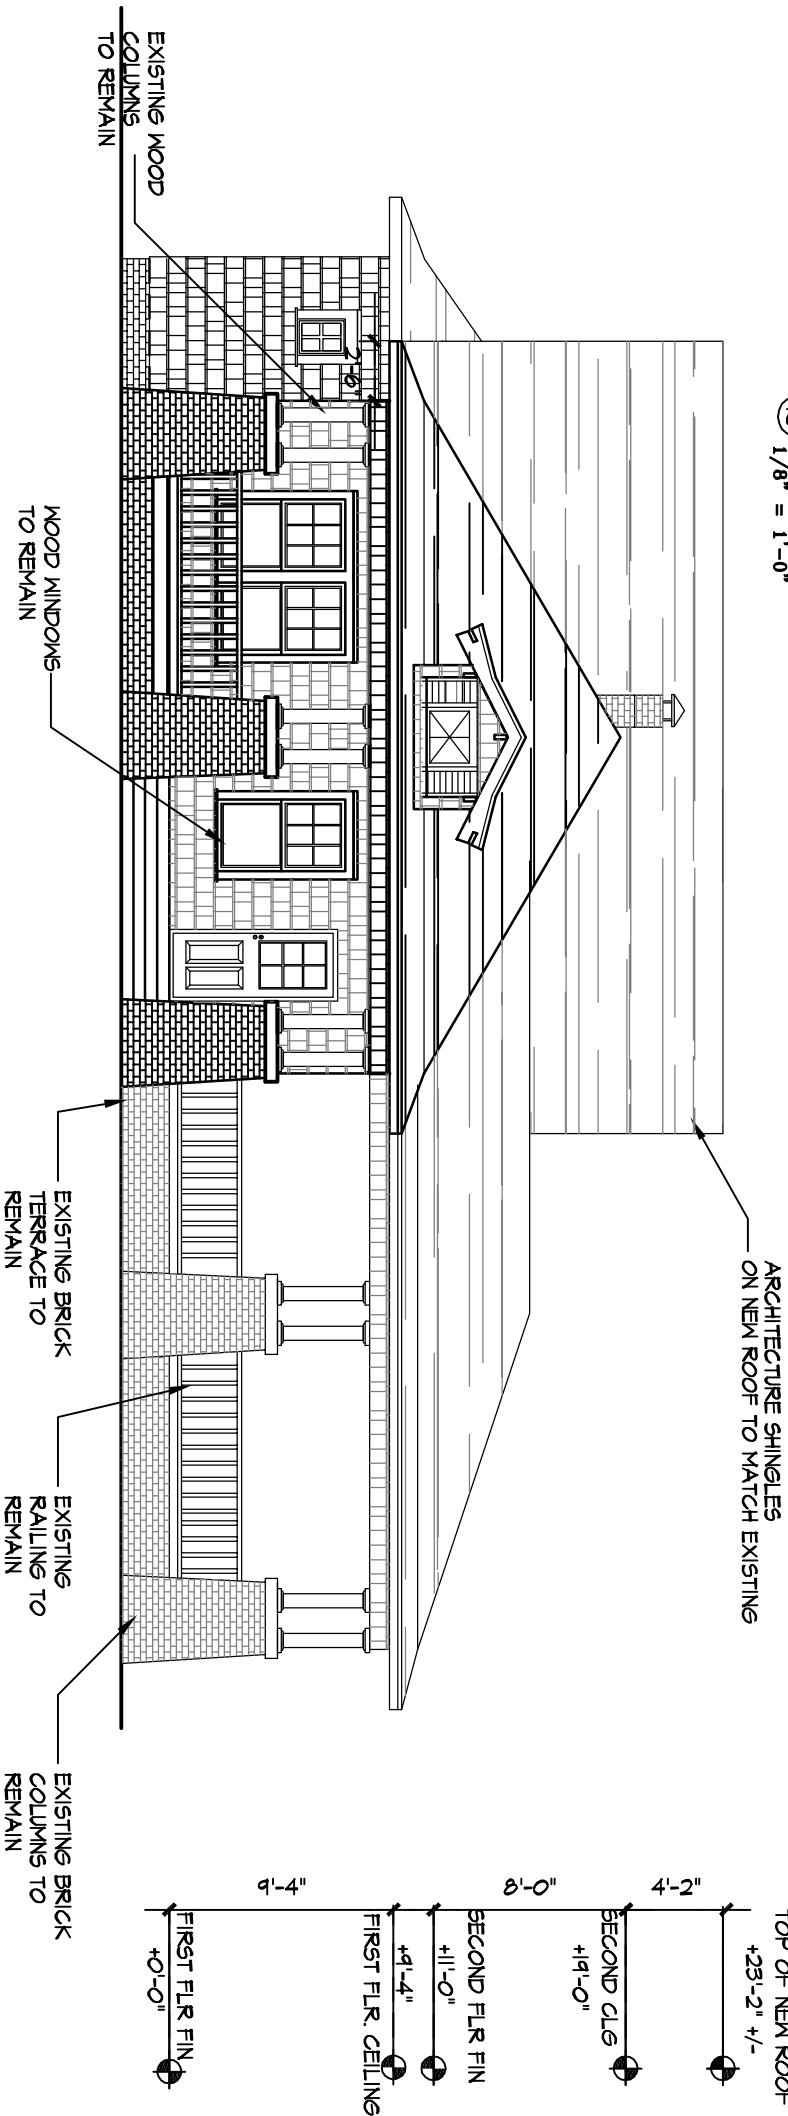 1/8" = 1'-0"
ARCHITECTURE SHINGLES
ON NEW ROOF TO MATCH EXISTING
TOP OF NEW ROOF
+23'-2" +/-
4'-2"
SECOND CLG
+19'-0"
8'-0"
SECOND FLR FIN
+11'-0"
+9'-4"
FIRST FLR. CEILING
9'-4"
FIRST FLR FIN
+0'-0"
2'-6"
EXISTING WOOD
COLUMNS
TO REMAIN
WOOD WINDOWS
TO REMAIN
EXISTING BRICK
TERRACE TO
REMAIN
EXISTING
RAILING TO
REMAIN
EXISTING BRICK
COLUMNS TO
REMAIN